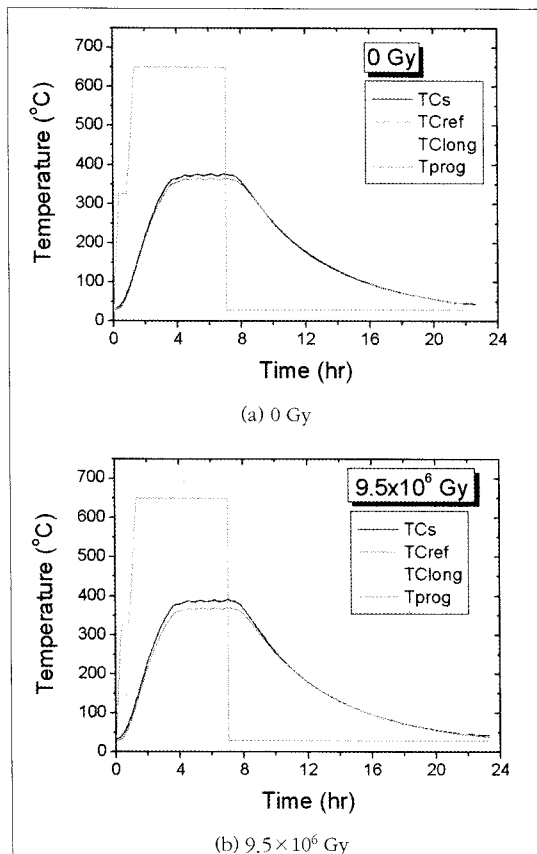 0 Gy
TCs
TCref
TClong
Tprog
Temperature (°C)
700
600
500
400
300
200
100
0
0 4 8 12 16 20 24
Time (hr)
(a) 0 Gy
9.5x10⁶ Gy
TCs
TCref
TClong
Tprog
Temperature (°C)
700
600
500
400
300
200
100
0
0 4 8 12 16 20 24
Time (hr)
(b) 9.5×10⁶ Gy